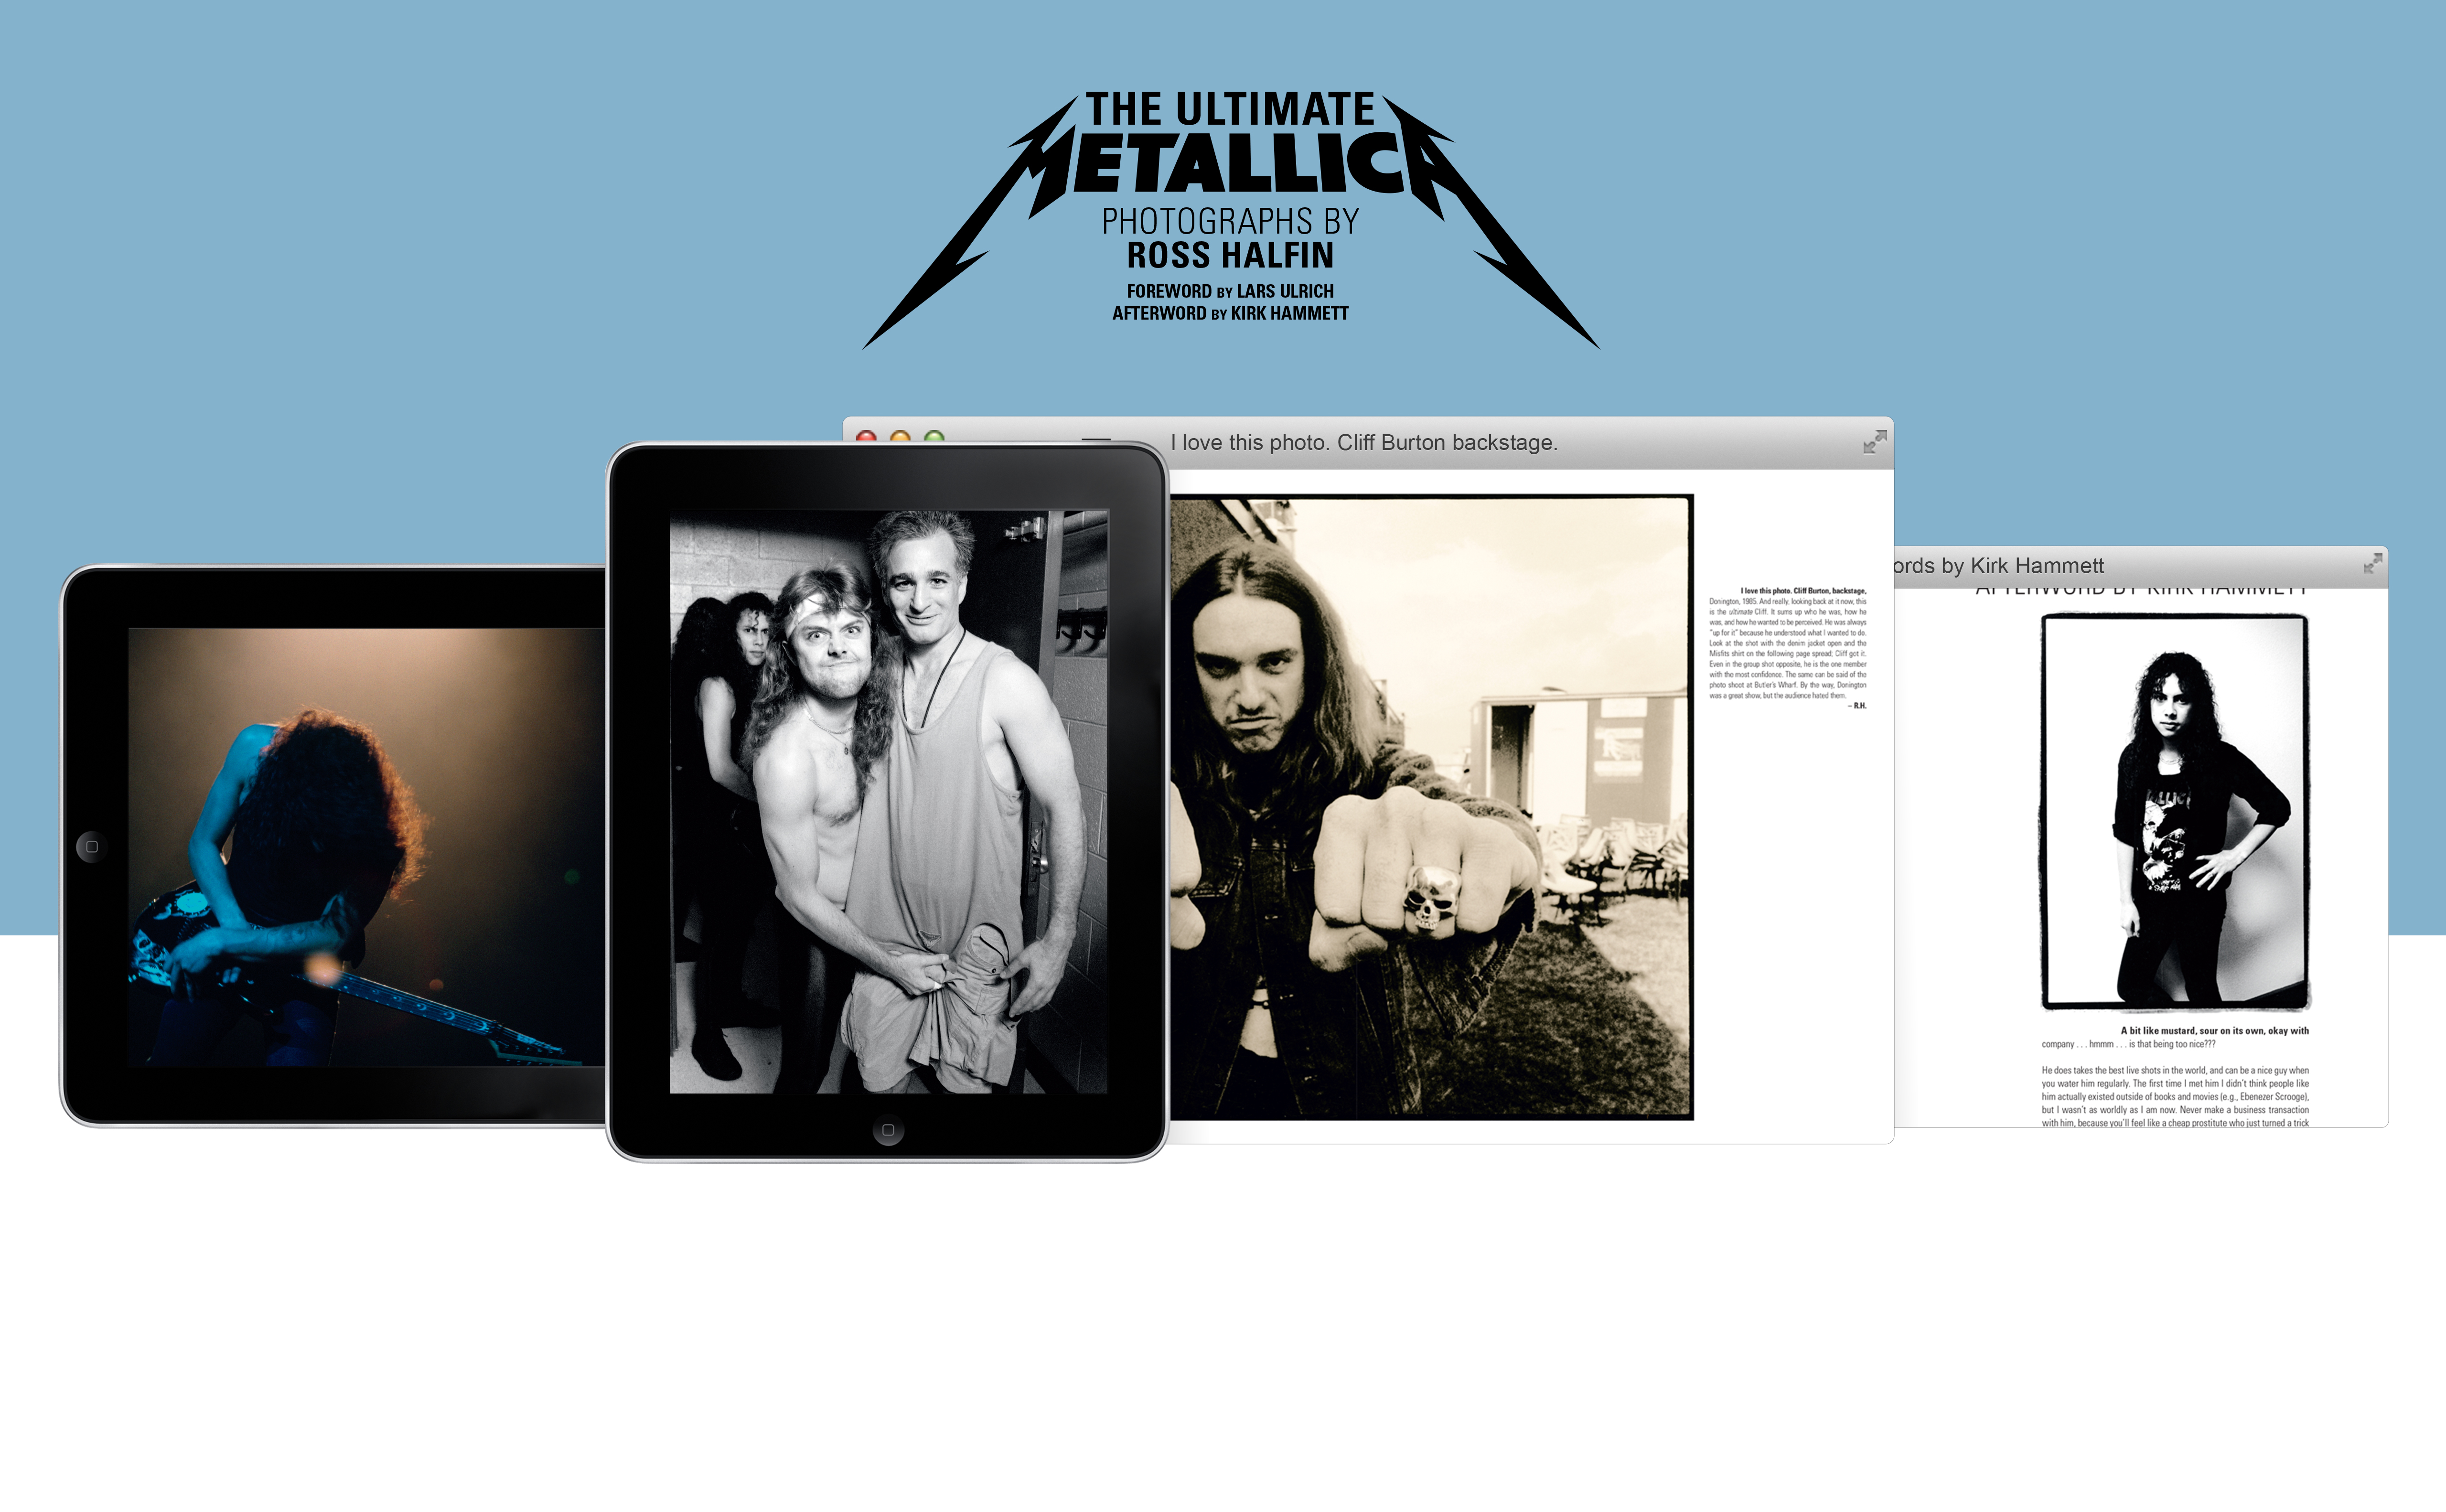 THE ULTIMATE
METALLICA
PHOTOGRAPHS BY
ROSS HALFIN
FOREWORD BY LARS ULRICH
AFTERWORD BY KIRK HAMMETT
I love this photo. Cliff Burton backstage.
I love this photo. Cliff Burton, backstage,
Donington, 1985. And really, looking back at it now, this
is the ultimate Cliff. It sums up who he was, how he
was, and how he wanted to be perceived. He was always
"up for it" because he understood what I wanted to do.
Look at the shot with the denim jacket open and the
Misfits shirt on the following page spread; Cliff got it.
Even in the group shot opposite, he is the one member
with the most confidence. The same can be said of the
photo shoot at Butler's Wharf. By the way, Donington
was a great show, but the audience hated them.
– R.H.
ords by Kirk Hammett
AFTERWORD BY KIRK HAMMETT
A bit like mustard, sour on its own, okay with
company . . . hmmm . . . is that being too nice???
He does takes the best live shots in the world, and can be a nice guy when
you water him regularly. The first time I met him I didn't think people like
him actually existed outside of books and movies (e.g., Ebenezer Scrooge),
but I wasn't as worldly as I am now. Never make a business transaction
with him, because you'll feel like a cheap prostitute who just turned a trick